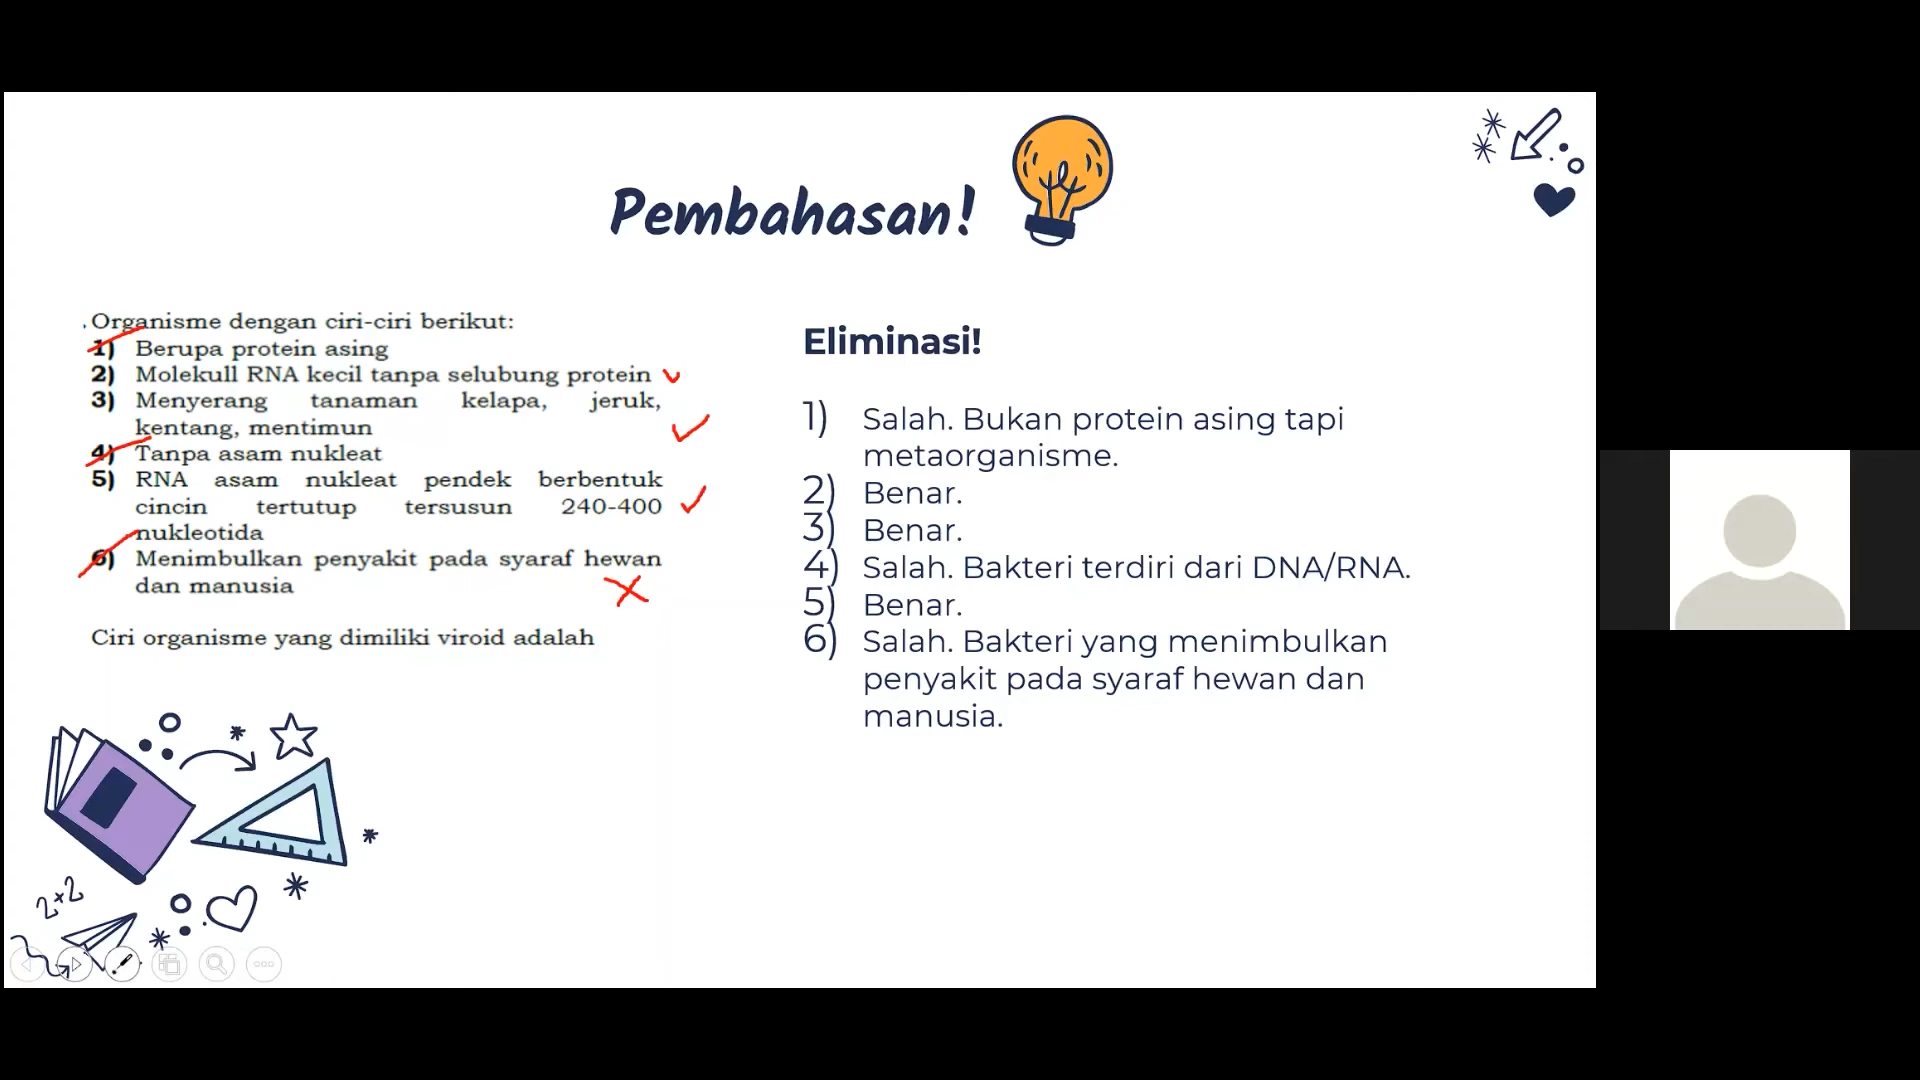 Pembahasan!
Organisme dengan ciri-ciri berikut:
1) Berupa protein asing
2) Molekull RNA kecil tanpa selubung protein
3) Menyerang tanaman kelapa, jeruk,
kentang, mentimun
4) Tanpa asam nukleat
5) RNA asam nukleat pendek berbentuk
cincin tertutup tersusun 240-400
nukleotida
6) Menimbulkan penyakit pada syaraf hewan
dan manusia
Ciri organisme yang dimiliki viroid adalah
Eliminasi!
1) Salah. Bukan protein asing tapi
metaorganisme.
2) Benar.
3) Benar.
4) Salah. Bakteri terdiri dari DNA/RNA.
5) Benar.
6) Salah. Bakteri yang menimbulkan
penyakit pada syaraf hewan dan
manusia.
2+2